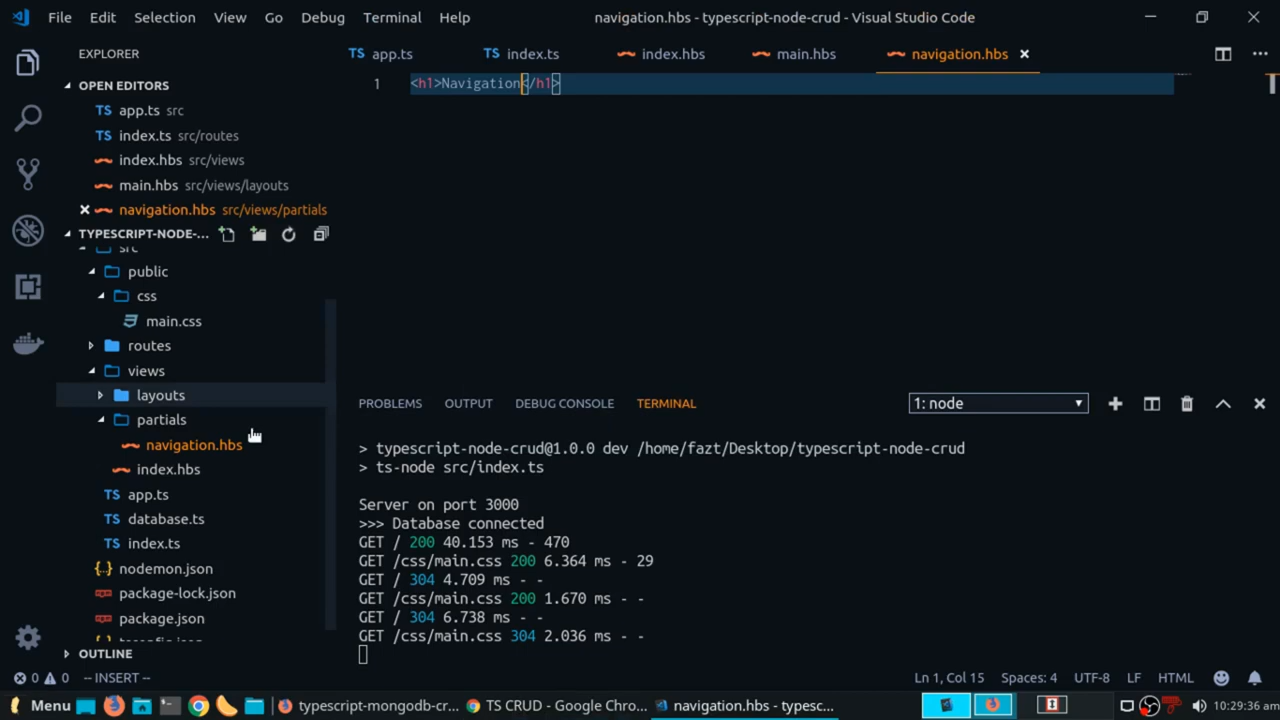 File Edit Selection View Go Debug Terminal Help navigation.hbs - typescript-node-crud - Visual Studio Code
EXPLORER
TS app.ts TS index.ts index.hbs main.hbs navigation.hbs
OPEN EDITORS
TS app.ts src
TS index.ts src/routes
index.hbs src/views
main.hbs src/views/layouts
navigation.hbs src/views/partials
TYPESCRIPT-NODE-...
src
public
css
main.css
routes
views
layouts
partials
navigation.hbs
index.hbs
TS app.ts
TS database.ts
TS index.ts
{..} nodemon.json
package-lock.json
package.json
tsconfig.json
OUTLINE
1 <h1>Navigation</h1>
PROBLEMS OUTPUT DEBUG CONSOLE TERMINAL 1: node
> typescript-node-crud@1.0.0 dev /home/fazt/Desktop/typescript-node-crud
> ts-node src/index.ts
Server on port 3000
>>> Database connected
GET / 200 40.153 ms - 470
GET /css/main.css 200 6.364 ms - 29
GET / 304 4.709 ms - -
GET /css/main.css 200 1.670 ms - -
GET / 304 6.738 ms - -
GET /css/main.css 304 2.036 ms - -
0 0 -- INSERT -- Ln 1, Col 15 Spaces: 4 UTF-8 LF HTML
Menu typescript-mongodb-cr... TS CRUD - Google Chro... navigation.hbs - typesc... 10:29:36 am